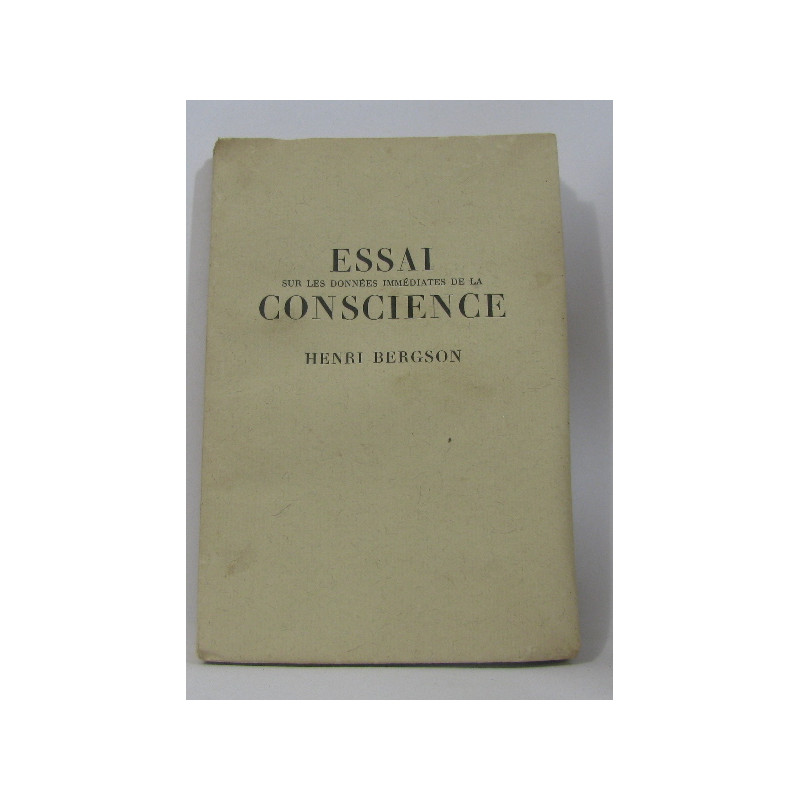 ESSAI
SUR LES DONNÉES IMMÉDIATES DE LA
CONSCIENCE
HENRI BERGSON